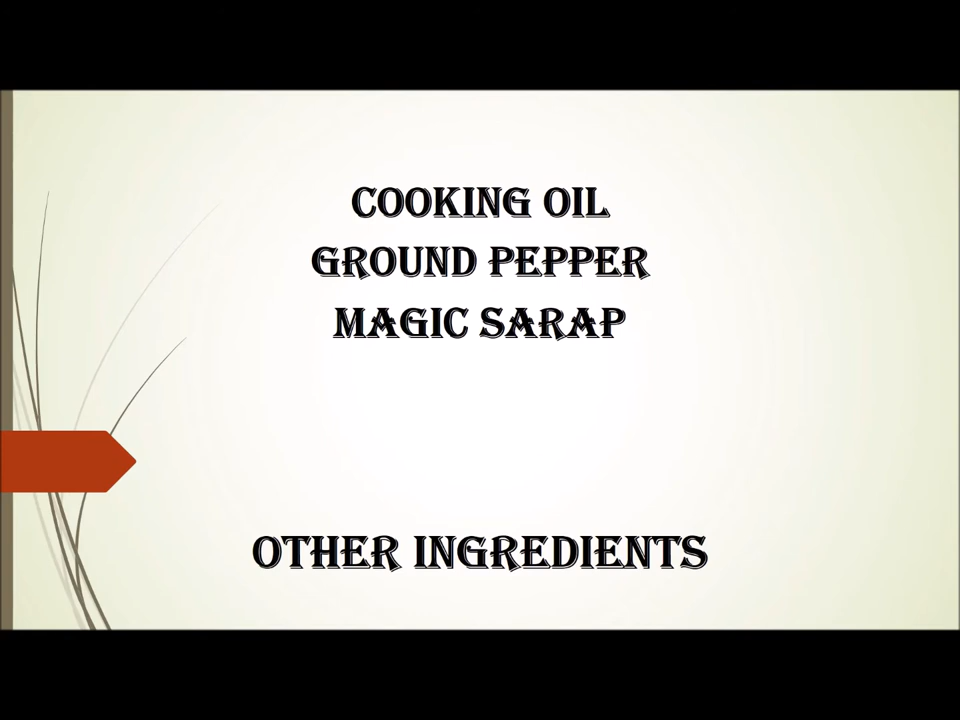 COOKING OIL
GROUND PEPPER
MAGIC SARAP
OTHER INGREDIENTS